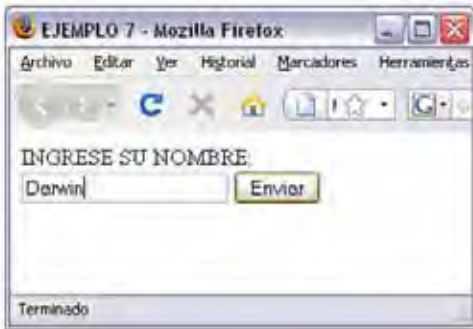 EJEMPLO 7 - Mozilla Firefox
Archivo Editar Ver Historial Marcadores Herramientas
INGRESE SU NOMBRE:
Darwin Enviar
Terminado